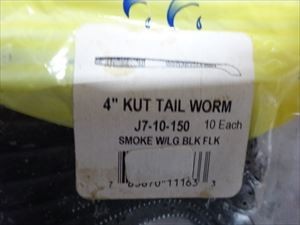 4" KUT TAIL WORM
J7-10-150 10 Each
SMOKE W/LG BLK FLK